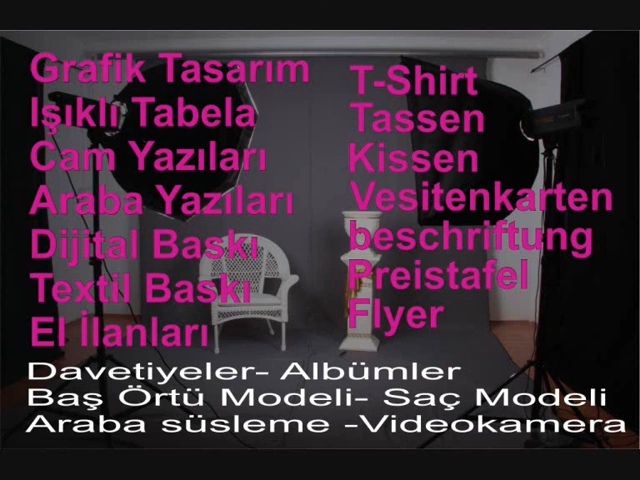 Grafik Tasarım
Işıklı Tabela
Cam Yazıları
Araba Yazıları
Dijital Baskı
Textil Baskı
El İlanları
T-Shirt
Tassen
Kissen
Vesitenkarten
beschriftung
Preistafel
Flyer
Davetiyeler- Albümler
Baş Örtü Modeli- Saç Modeli
Araba süsleme -Videokamera